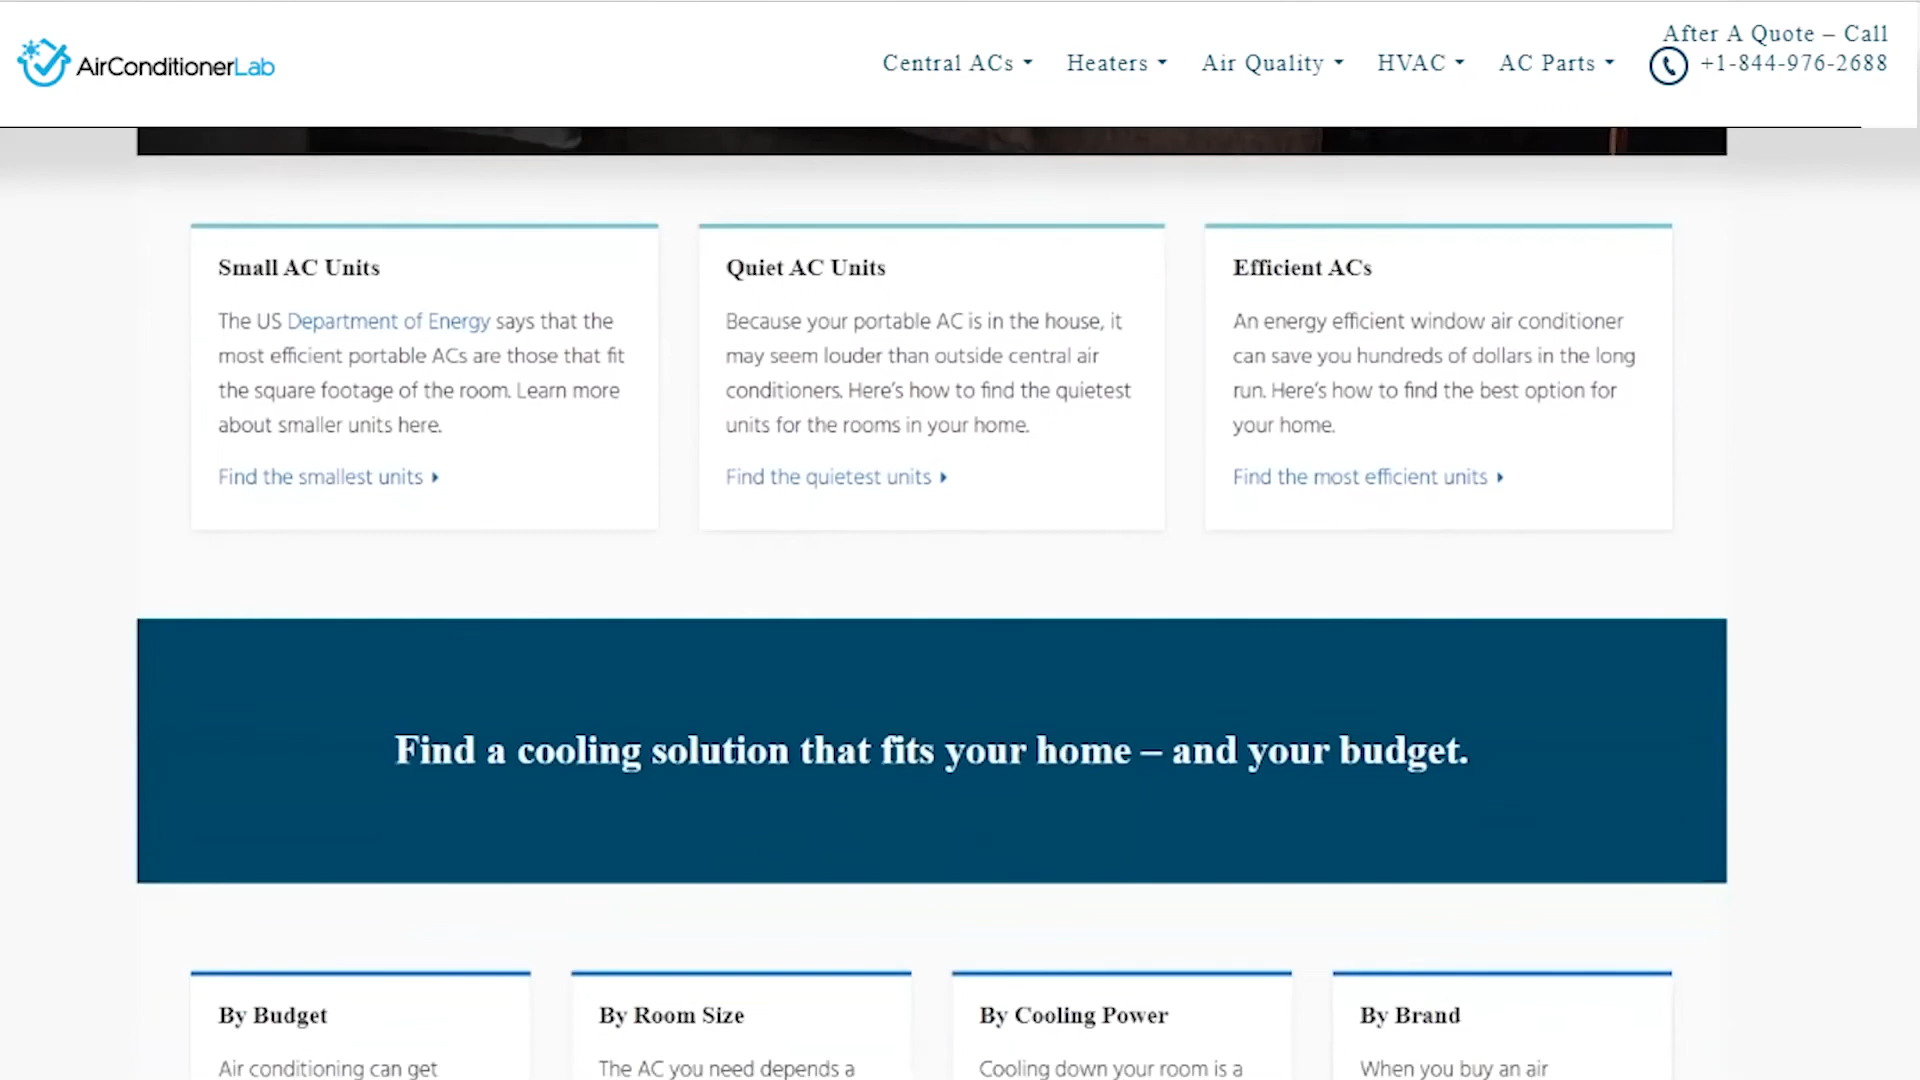 AirConditionerLab
Central ACs
Heaters
Air Quality
HVAC
AC Parts
After A Quote – Call
+1-844-976-2688
Small AC Units
The US Department of Energy says that the
most efficient portable ACs are those that fit
the square footage of the room. Learn more
about smaller units here.
Find the smallest units
Quiet AC Units
Because your portable AC is in the house, it
may seem louder than outside central air
conditioners. Here's how to find the quietest
units for the rooms in your home.
Find the quietest units
Efficient ACs
An energy efficient window air conditioner
can save you hundreds of dollars in the long
run. Here's how to find the best option for
your home.
Find the most efficient units
Find a cooling solution that fits your home – and your budget.
By Budget
Air conditioning can get
By Room Size
The AC you need depends a
By Cooling Power
Cooling down your room is a
By Brand
When you buy an air